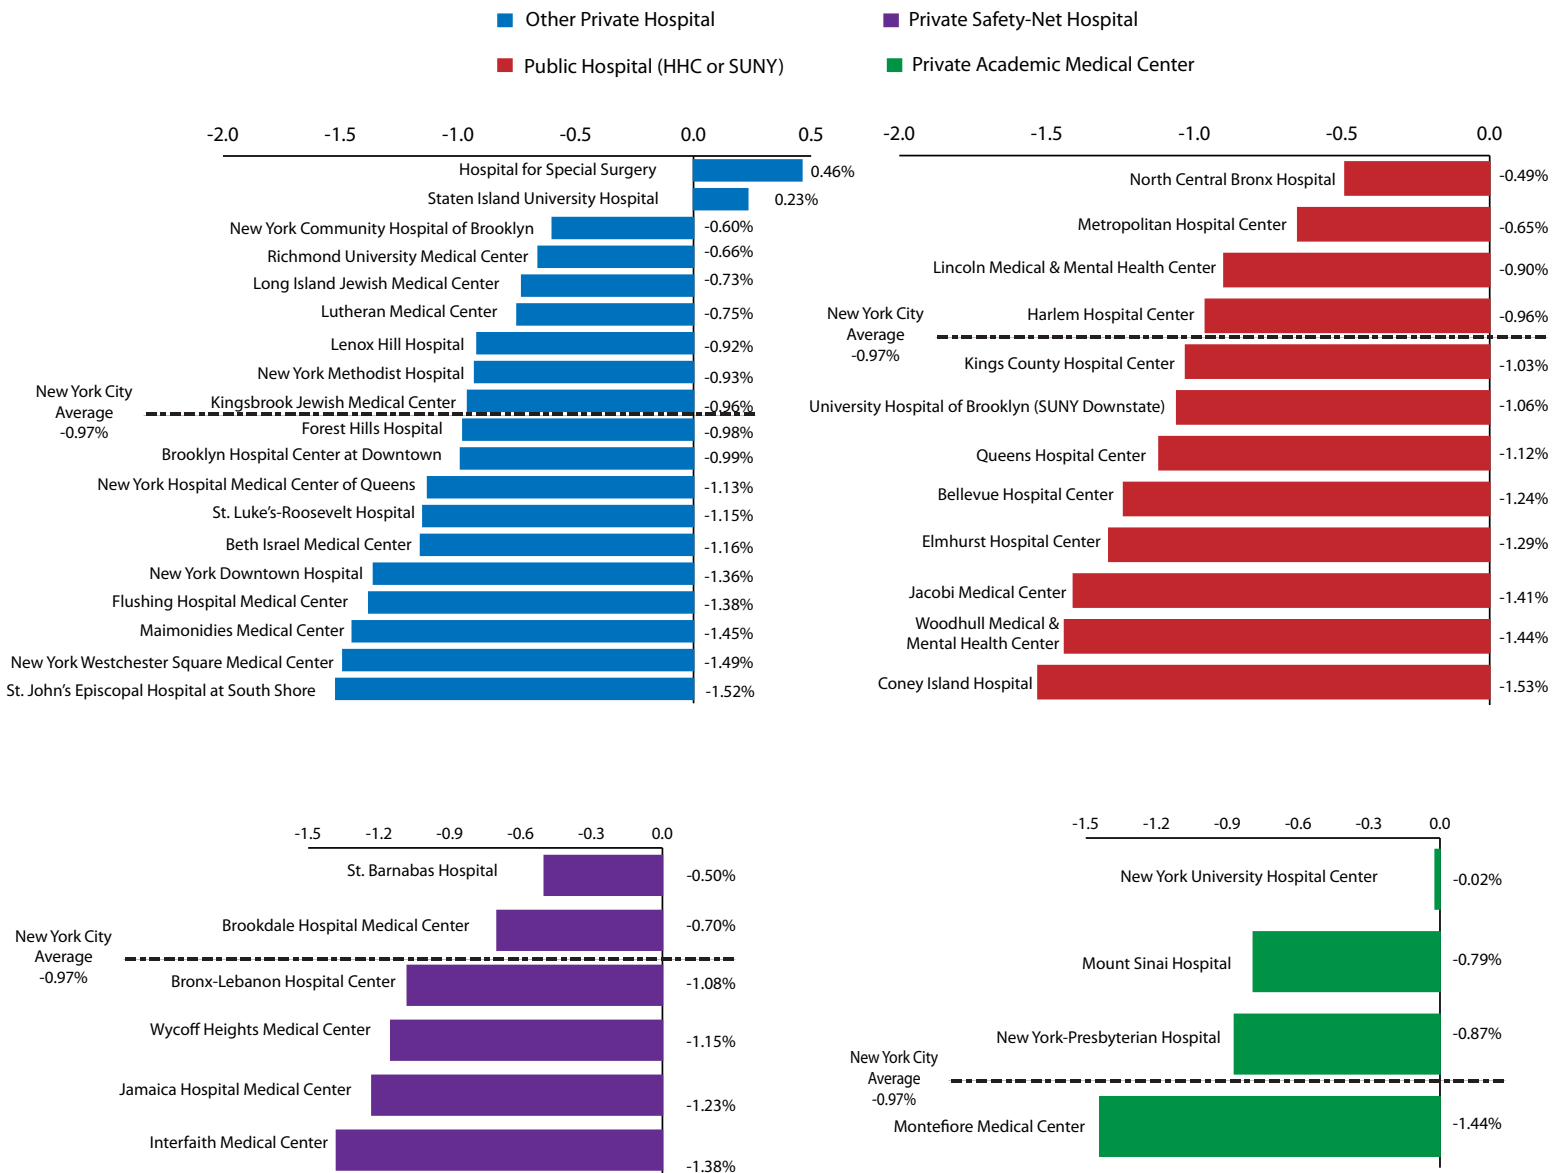 Other Private Hospital
Private Safety-Net Hospital
Public Hospital (HHC or SUNY)
Private Academic Medical Center
-2.0 -1.5 -1.0 -0.5 0.0 0.5
Hospital for Special Surgery 0.46%
Staten Island University Hospital 0.23%
New York Community Hospital of Brooklyn -0.60%
Richmond University Medical Center -0.66%
Long Island Jewish Medical Center -0.73%
Lutheran Medical Center -0.75%
Lenox Hill Hospital -0.92%
New York Methodist Hospital -0.93%
Kingsbrook Jewish Medical Center -0.96%
New York City
Average
-0.97%
Forest Hills Hospital -0.98%
Brooklyn Hospital Center at Downtown -0.99%
New York Hospital Medical Center of Queens -1.13%
St. Luke's-Roosevelt Hospital -1.15%
Beth Israel Medical Center -1.16%
New York Downtown Hospital -1.36%
Flushing Hospital Medical Center -1.38%
Maimonidies Medical Center -1.45%
New York Westchester Square Medical Center -1.49%
St. John's Episcopal Hospital at South Shore -1.52%
-2.0 -1.5 -1.0 -0.5 0.0
North Central Bronx Hospital -0.49%
Metropolitan Hospital Center -0.65%
Lincoln Medical & Mental Health Center -0.90%
Harlem Hospital Center -0.96%
New York City
Average
-0.97%
Kings County Hospital Center -1.03%
University Hospital of Brooklyn (SUNY Downstate) -1.06%
Queens Hospital Center -1.12%
Bellevue Hospital Center -1.24%
Elmhurst Hospital Center -1.29%
Jacobi Medical Center -1.41%
Woodhull Medical &
Mental Health Center -1.44%
Coney Island Hospital -1.53%
-1.5 -1.2 -0.9 -0.6 -0.3 0.0
St. Barnabas Hospital -0.50%
Brookdale Hospital Medical Center -0.70%
New York City
Average
-0.97%
Bronx-Lebanon Hospital Center -1.08%
Wycoff Heights Medical Center -1.15%
Jamaica Hospital Medical Center -1.23%
Interfaith Medical Center -1.38%
-1.5 -1.2 -0.9 -0.6 -0.3 0.0
New York University Hospital Center -0.02%
Mount Sinai Hospital -0.79%
New York-Presbyterian Hospital -0.87%
New York City
Average
-0.97%
Montefiore Medical Center -1.44%